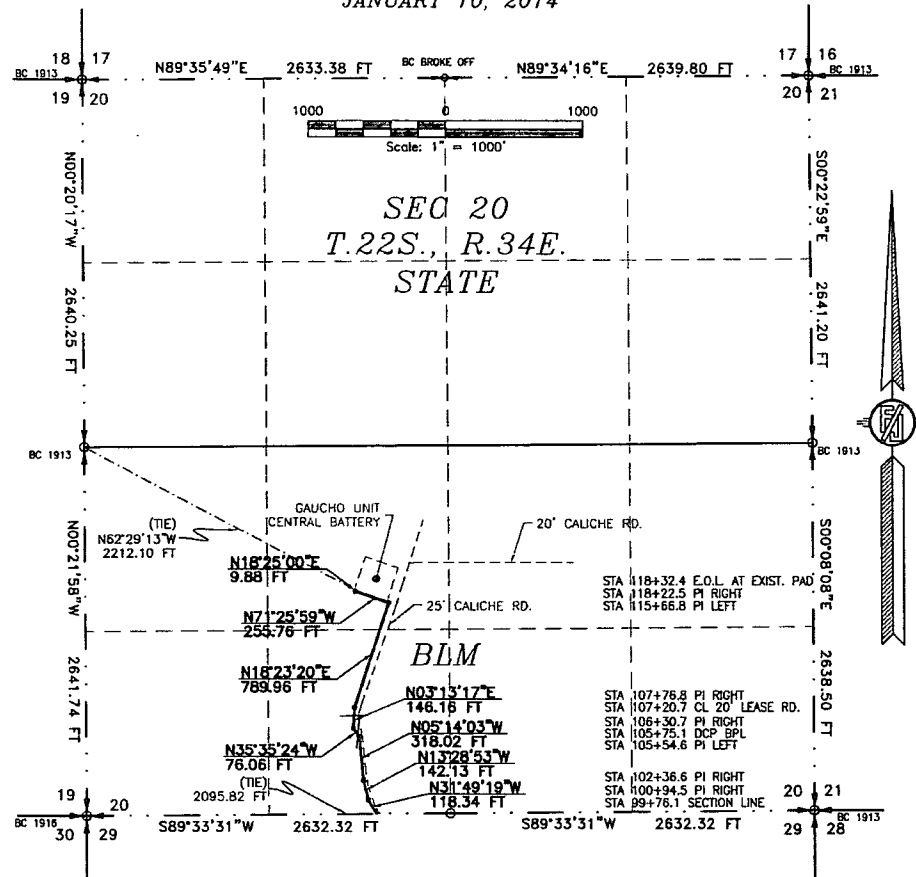 JANUARY 10, 2014
18 17
BC 1913
19 20
N89°35'49"E 2633.38 FT
BC BROKE OFF
N89°34'16"E 2639.80 FT
17 16
BC 1913
20 21
1000 0 1000
Scale: 1" = 1000'
N00°20'17"W
2640.25 FT
SEC 20
T.22S., R.34E.
STATE
S00°22'59"E
2641.20 FT
BC 1913
BC 1913
(TIE)
N62°29'13"W
2212.10 FT
GAUCHO UNIT
CENTRAL BATTERY
20' CALICHE RD.
N18°25'00"E
9.88 FT
25' CALICHE RD.
N71°25'59"W
255.76 FT
STA 118+32.4 E.O.L. AT EXIST. PAD
STA 118+22.5 PI RIGHT
STA 115+66.8 PI LEFT
N00°21'58"W
2641.74 FT
BLM
S00°08'08"E
2638.50 FT
N18°23'20"E
789.96 FT
N03°13'17"E
146.16 FT
N05°14'03"W
318.02 FT
N35°35'24"W
76.06 FT
N13°28'53"W
142.13 FT
(TIE)
2095.82 FT
N31°49'19"W
118.34 FT
STA 107+76.8 PI RIGHT
STA 107+20.7 CL 20' LEASE RD.
STA 106+30.7 PI RIGHT
STA 105+75.1 DCP BPL
STA 105+54.6 PI LEFT
STA 102+36.6 PI RIGHT
STA 100+94.5 PI RIGHT
STA 99+76.1 SECTION LINE
19 20
BC 1916
30 29
S89°33'31"W 2632.32 FT
S89°33'31"W 2632.32 FT
20 21
BC 1913
29 28